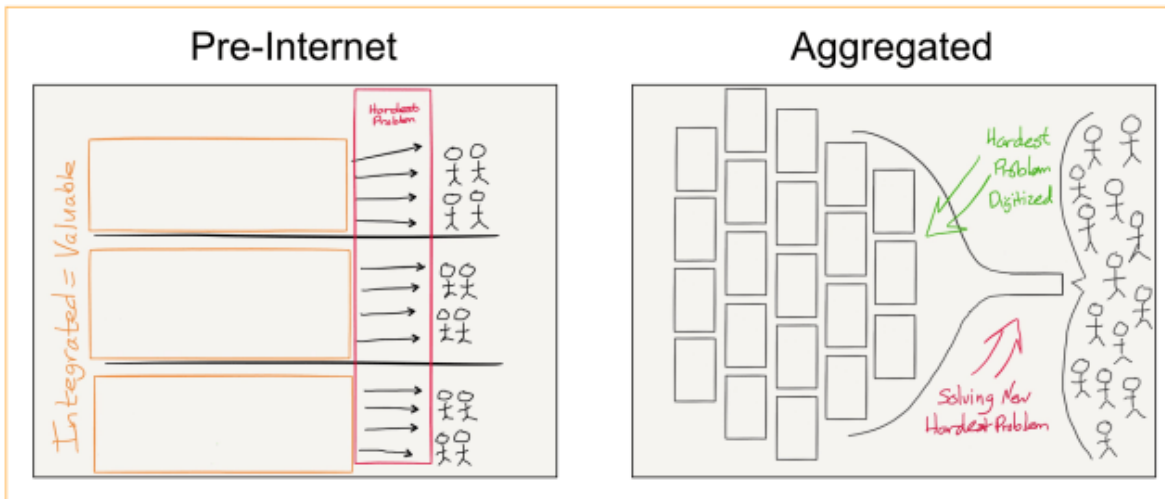 Pre-Internet
Aggregated
Integrated = Valuable
Hardest
Problem
Hardest
Problem
Digitized
Solving New
Hardest Problem